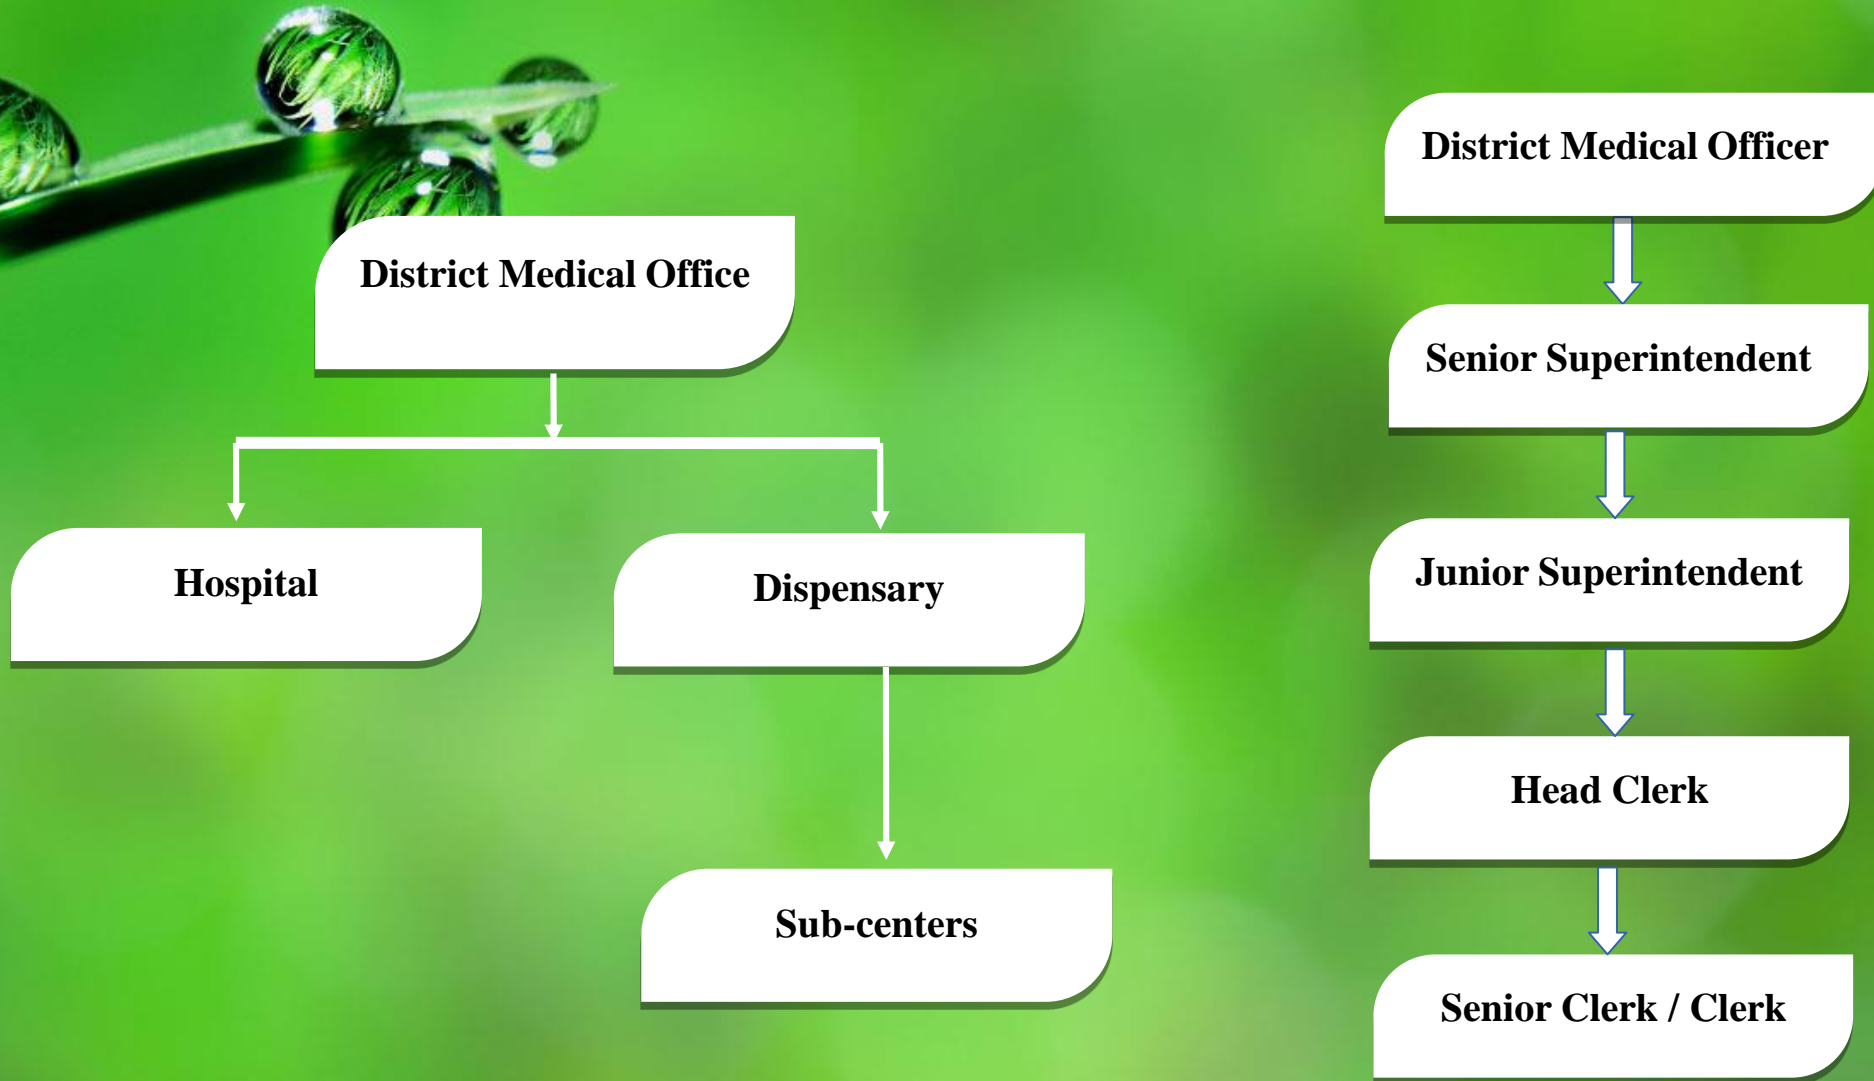 District Medical Office
Hospital
Dispensary
Sub-centers
District Medical Officer
Senior Superintendent
Junior Superintendent
Head Clerk
Senior Clerk / Clerk